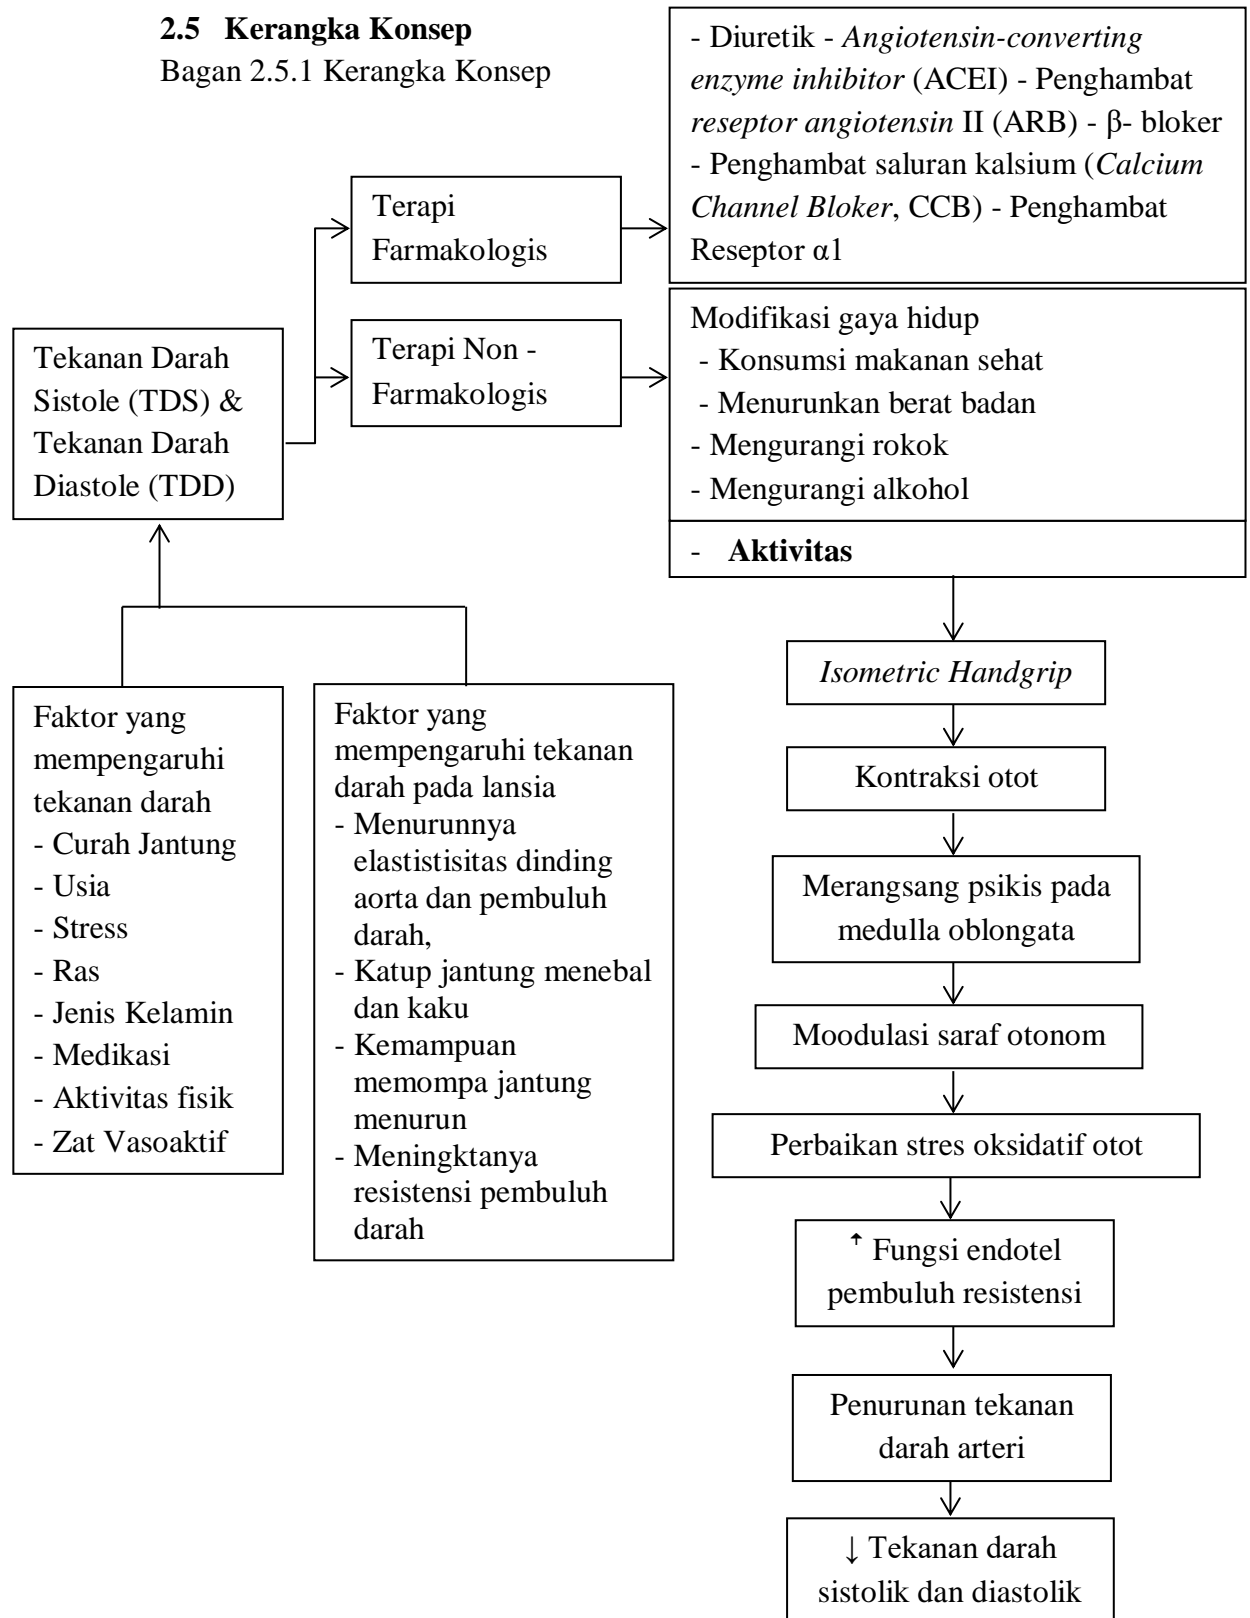 2.5 Kerangka Konsep
Bagan 2.5.1 Kerangka Konsep
- Diuretik - Angiotensin-converting
enzyme inhibitor (ACEI) - Penghambat
reseptor angiotensin II (ARB) - β- bloker
- Penghambat saluran kalsium (Calcium
Channel Bloker, CCB) - Penghambat
Reseptor α1
Terapi
Farmakologis
Terapi Non -
Farmakologis
Modifikasi gaya hidup
- Konsumsi makanan sehat
- Menurunkan berat badan
- Mengurangi rokok
- Mengurangi alkohol
- Aktivitas
Tekanan Darah
Sistole (TDS) &
Tekanan Darah
Diastole (TDD)
Faktor yang
mempengaruhi
tekanan darah
- Curah Jantung
- Usia
- Stress
- Ras
- Jenis Kelamin
- Medikasi
- Aktivitas fisik
- Zat Vasoaktif
Faktor yang
mempengaruhi tekanan
darah pada lansia
- Menurunnya
elastistisitas dinding
aorta dan pembuluh
darah,
- Katup jantung menebal
dan kaku
- Kemampuan
memompa jantung
menurun
- Meningktanya
resistensi pembuluh
darah
Isometric Handgrip
Kontraksi otot
Merangsang psikis pada
medulla oblongata
Moodulasi saraf otonom
Perbaikan stres oksidatif otot
↑ Fungsi endotel
pembuluh resistensi
Penurunan tekanan
darah arteri
↓ Tekanan darah
sistolik dan diastolik